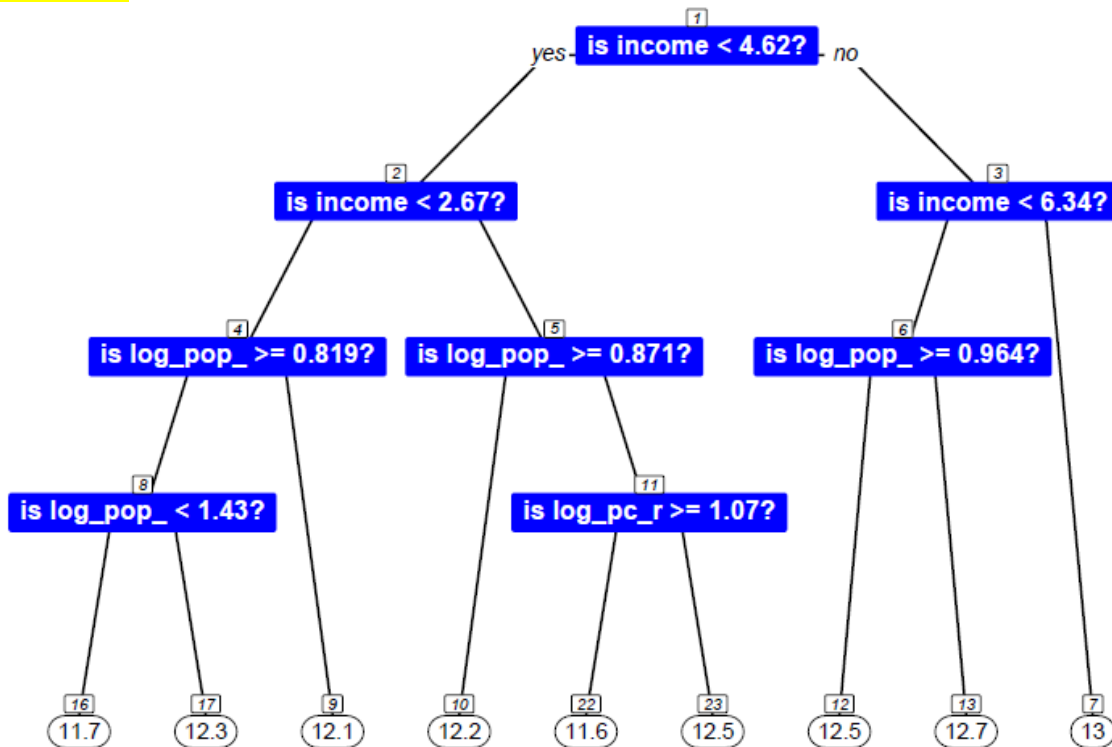 1
is income < 4.62?
yes
no
2
is income < 2.67?
3
is income < 6.34?
4
is log_pop_ >= 0.819?
5
is log_pop_ >= 0.871?
6
is log_pop_ >= 0.964?
8
is log_pop_ < 1.43?
11
is log_pc_r >= 1.07?
16
11.7
17
12.3
9
12.1
10
12.2
22
11.6
23
12.5
12
12.5
13
12.7
7
13